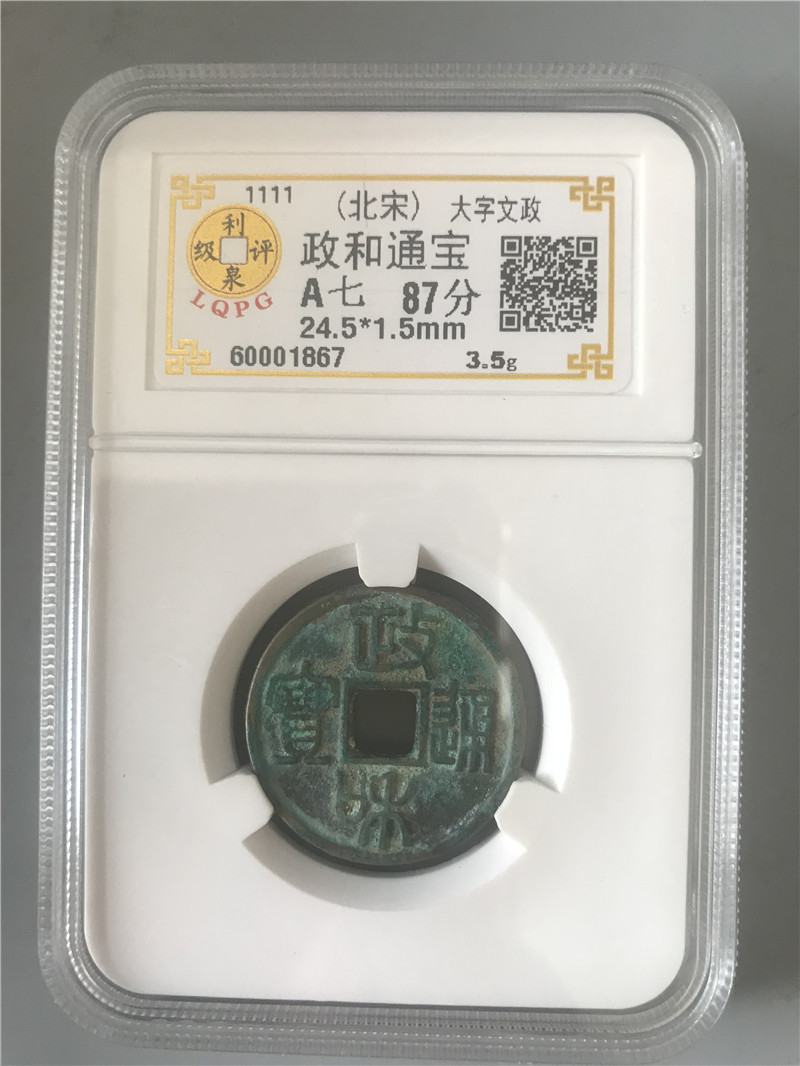 1111 （北宋） 大字文政
利泉评级
LQPG
政和通宝
A七 87分
24.5*1.5mm
60001867 3.5g
政和通寳